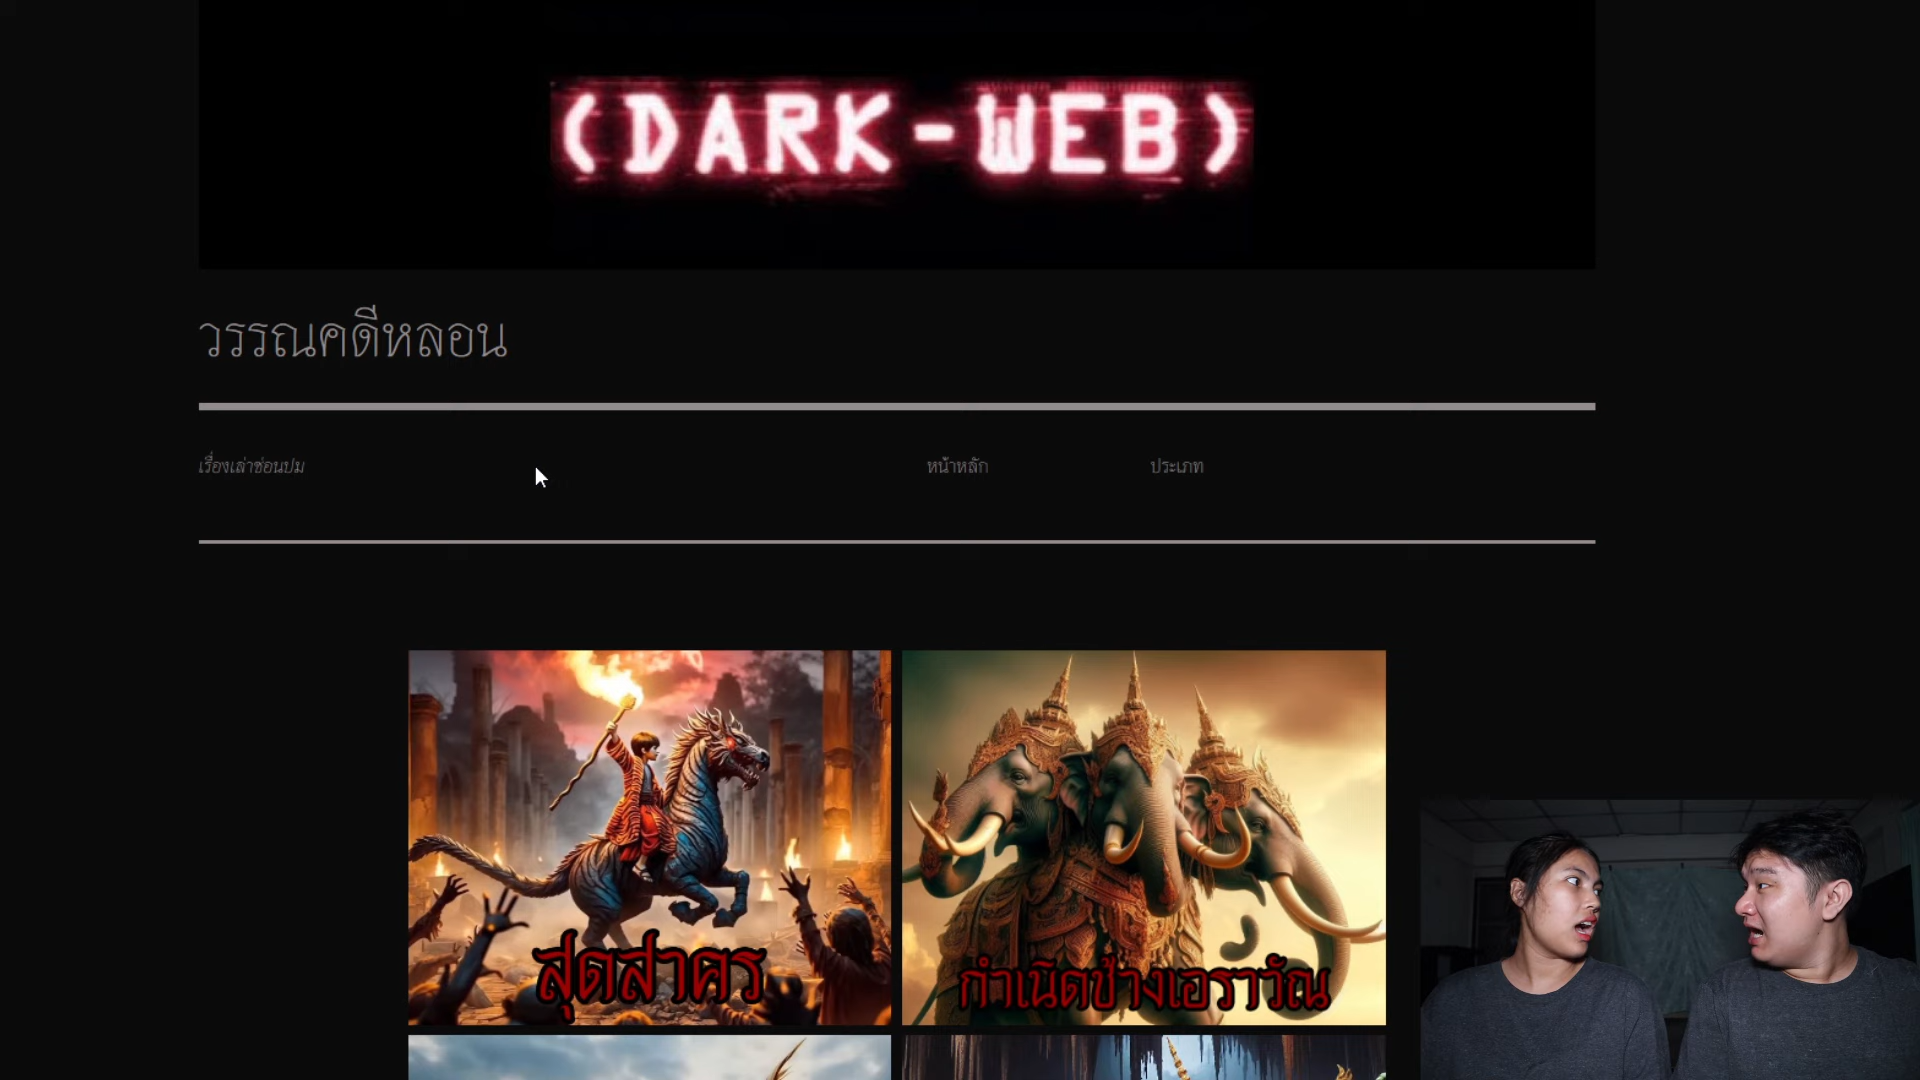 (DARK-WEB)
วรรณคดีหลอน
เรื่องเล่าซ่อนปม
หน้าหลัก
ประเภท
สุดสาคร
กำเนิดช้างเอราวัณ